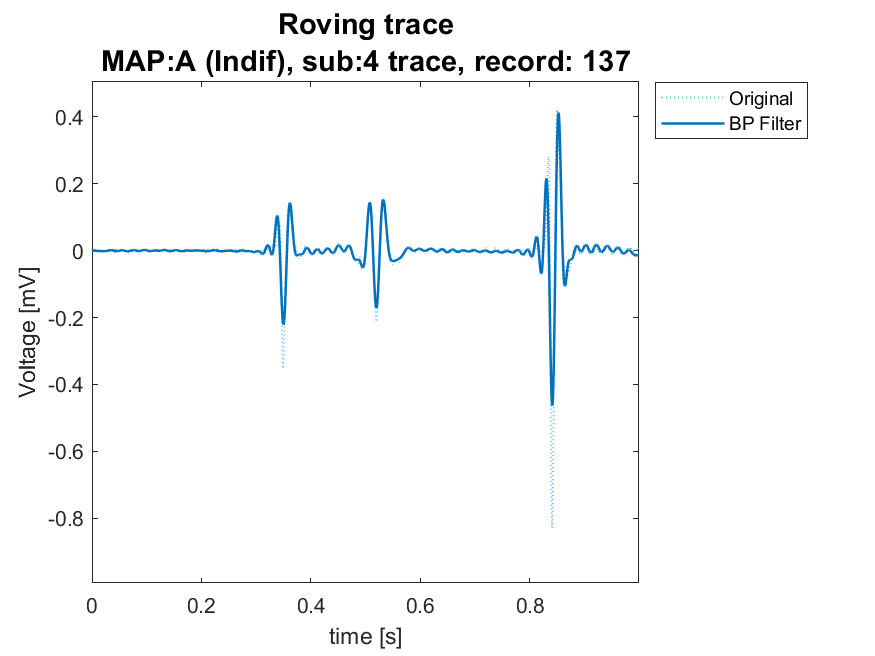 Roving trace
MAP:A (Indif), sub:4 trace, record: 137
Original
BP Filter
0.4
0.2
0
-0.2
-0.4
-0.6
-0.8
Voltage [mV]
0 0.2 0.4 0.6 0.8
time [s]